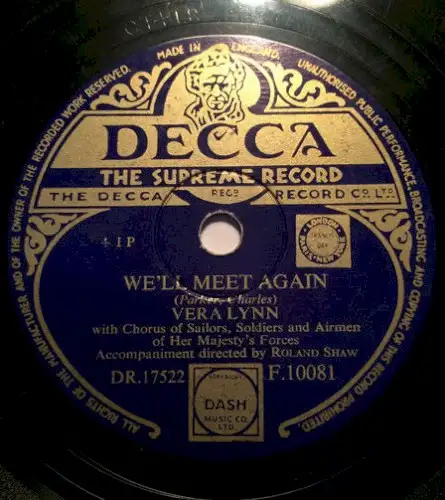 MADE IN ENGLAND.
ALL RIGHTS OF THE MANUFACTURER AND OF THE OWNER OF THE RECORDED WORK RESERVED.
UNAUTHORISED PUBLIC PERFORMANCE, BROADCASTING AND COPYING OF THIS RECORD PROHIBITED.
DECCA
THE SUPREME RECORD
THE DECCA REGD RECORD CO. LTD.
41P
WE'LL MEET AGAIN
(Parker, Charles)
VERA LYNN
with Chorus of Sailors, Soldiers and Airmen
of Her Majesty's Forces
Accompaniment directed by ROLAND SHAW
DR.17522 F.10081
DASH
MUSIC CO.
LTD.